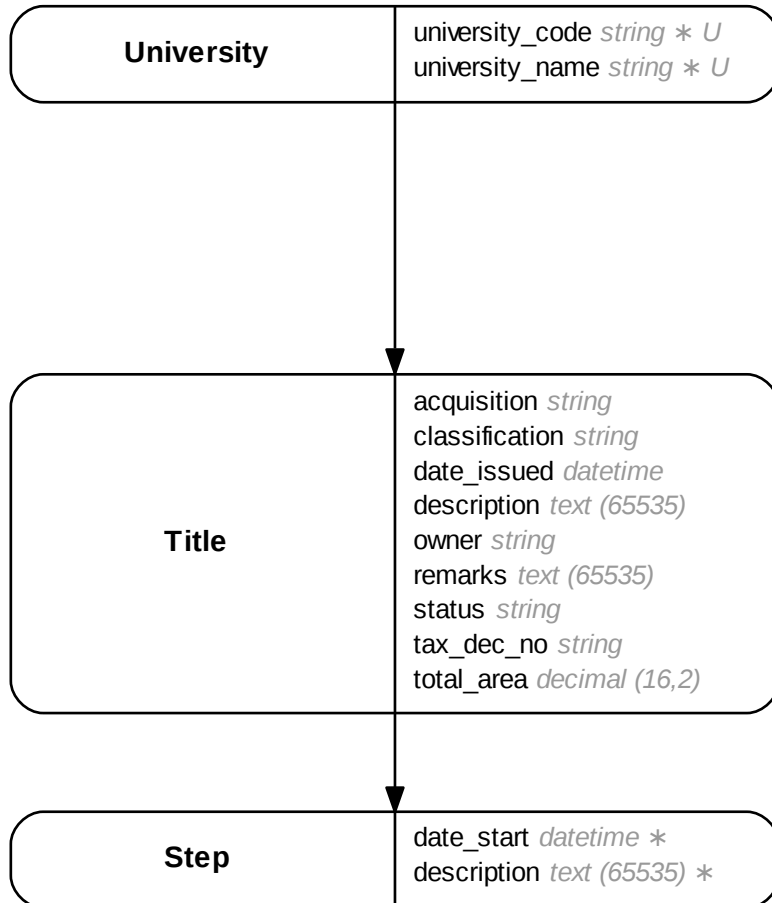 University
university_code string ∗ U
university_name string ∗ U
Title
acquisition string
classification string
date_issued datetime
description text (65535)
owner string
remarks text (65535)
status string
tax_dec_no string
total_area decimal (16,2)
Step
date_start datetime ∗
description text (65535) ∗